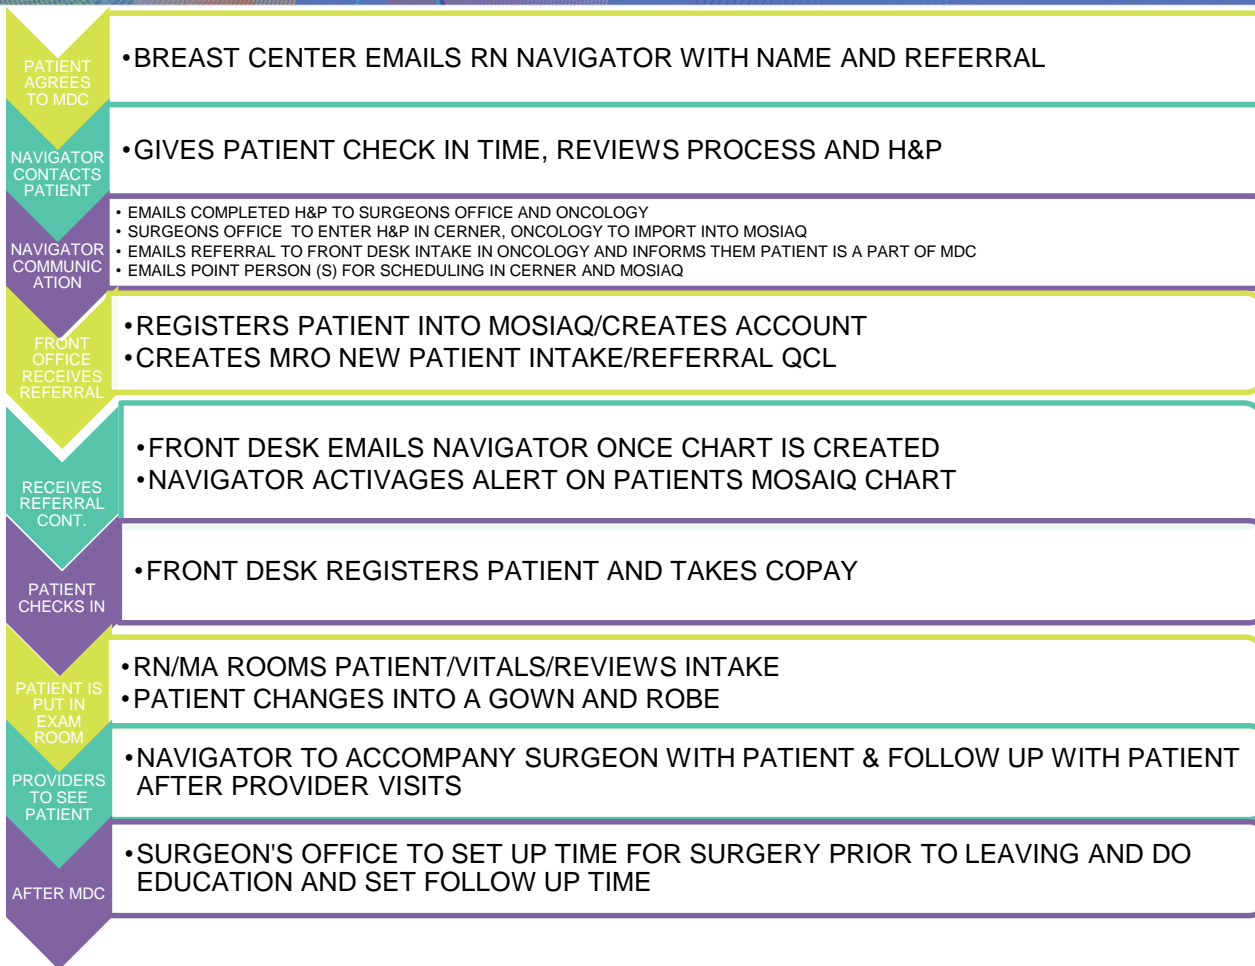 PATIENT
AGREES
TO MDC
•BREAST CENTER EMAILS RN NAVIGATOR WITH NAME AND REFERRAL
NAVIGATOR
CONTACTS
PATIENT
•GIVES PATIENT CHECK IN TIME, REVIEWS PROCESS AND H&P
NAVIGATOR
COMMUNIC
ATION
• EMAILS COMPLETED H&P TO SURGEONS OFFICE AND ONCOLOGY
• SURGEONS OFFICE TO ENTER H&P IN CERNER, ONCOLOGY TO IMPORT INTO MOSIAQ
• EMAILS REFERRAL TO FRONT DESK INTAKE IN ONCOLOGY AND INFORMS THEM PATIENT IS A PART OF MDC
• EMAILS POINT PERSON (S) FOR SCHEDULING IN CERNER AND MOSIAQ
FRONT
OFFICE
RECEIVES
REFERRAL
•REGISTERS PATIENT INTO MOSIAQ/CREATES ACCOUNT
•CREATES MRO NEW PATIENT INTAKE/REFERRAL QCL
RECEIVES
REFERRAL
CONT.
•FRONT DESK EMAILS NAVIGATOR ONCE CHART IS CREATED
•NAVIGATOR ACTIVAGES ALERT ON PATIENTS MOSAIQ CHART
PATIENT
CHECKS IN
•FRONT DESK REGISTERS PATIENT AND TAKES COPAY
PATIENT IS
PUT IN
EXAM
ROOM
•RN/MA ROOMS PATIENT/VITALS/REVIEWS INTAKE
•PATIENT CHANGES INTO A GOWN AND ROBE
PROVIDERS
TO SEE
PATIENT
•NAVIGATOR TO ACCOMPANY SURGEON WITH PATIENT & FOLLOW UP WITH PATIENT
AFTER PROVIDER VISITS
AFTER MDC
•SURGEON'S OFFICE TO SET UP TIME FOR SURGERY PRIOR TO LEAVING AND DO
EDUCATION AND SET FOLLOW UP TIME